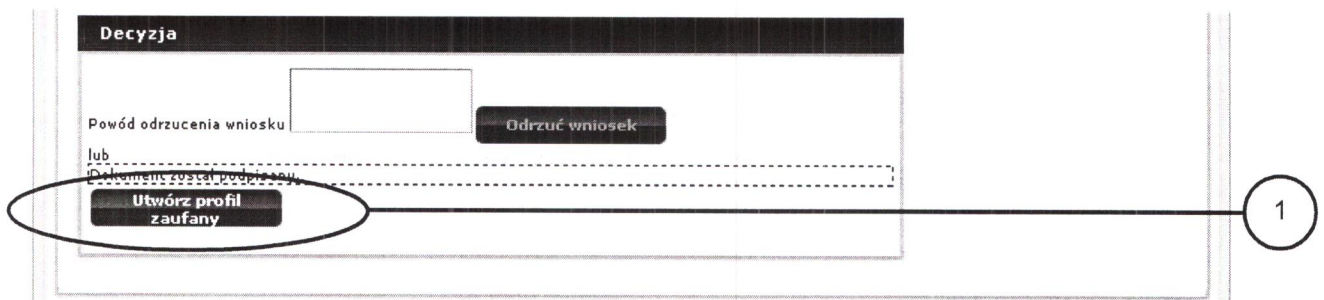 Decyzja
Powód odrzucenia wniosku
Odrzuć wniosek
lub
Dokument został podpisany.
Utwórz profil
zaufany
1